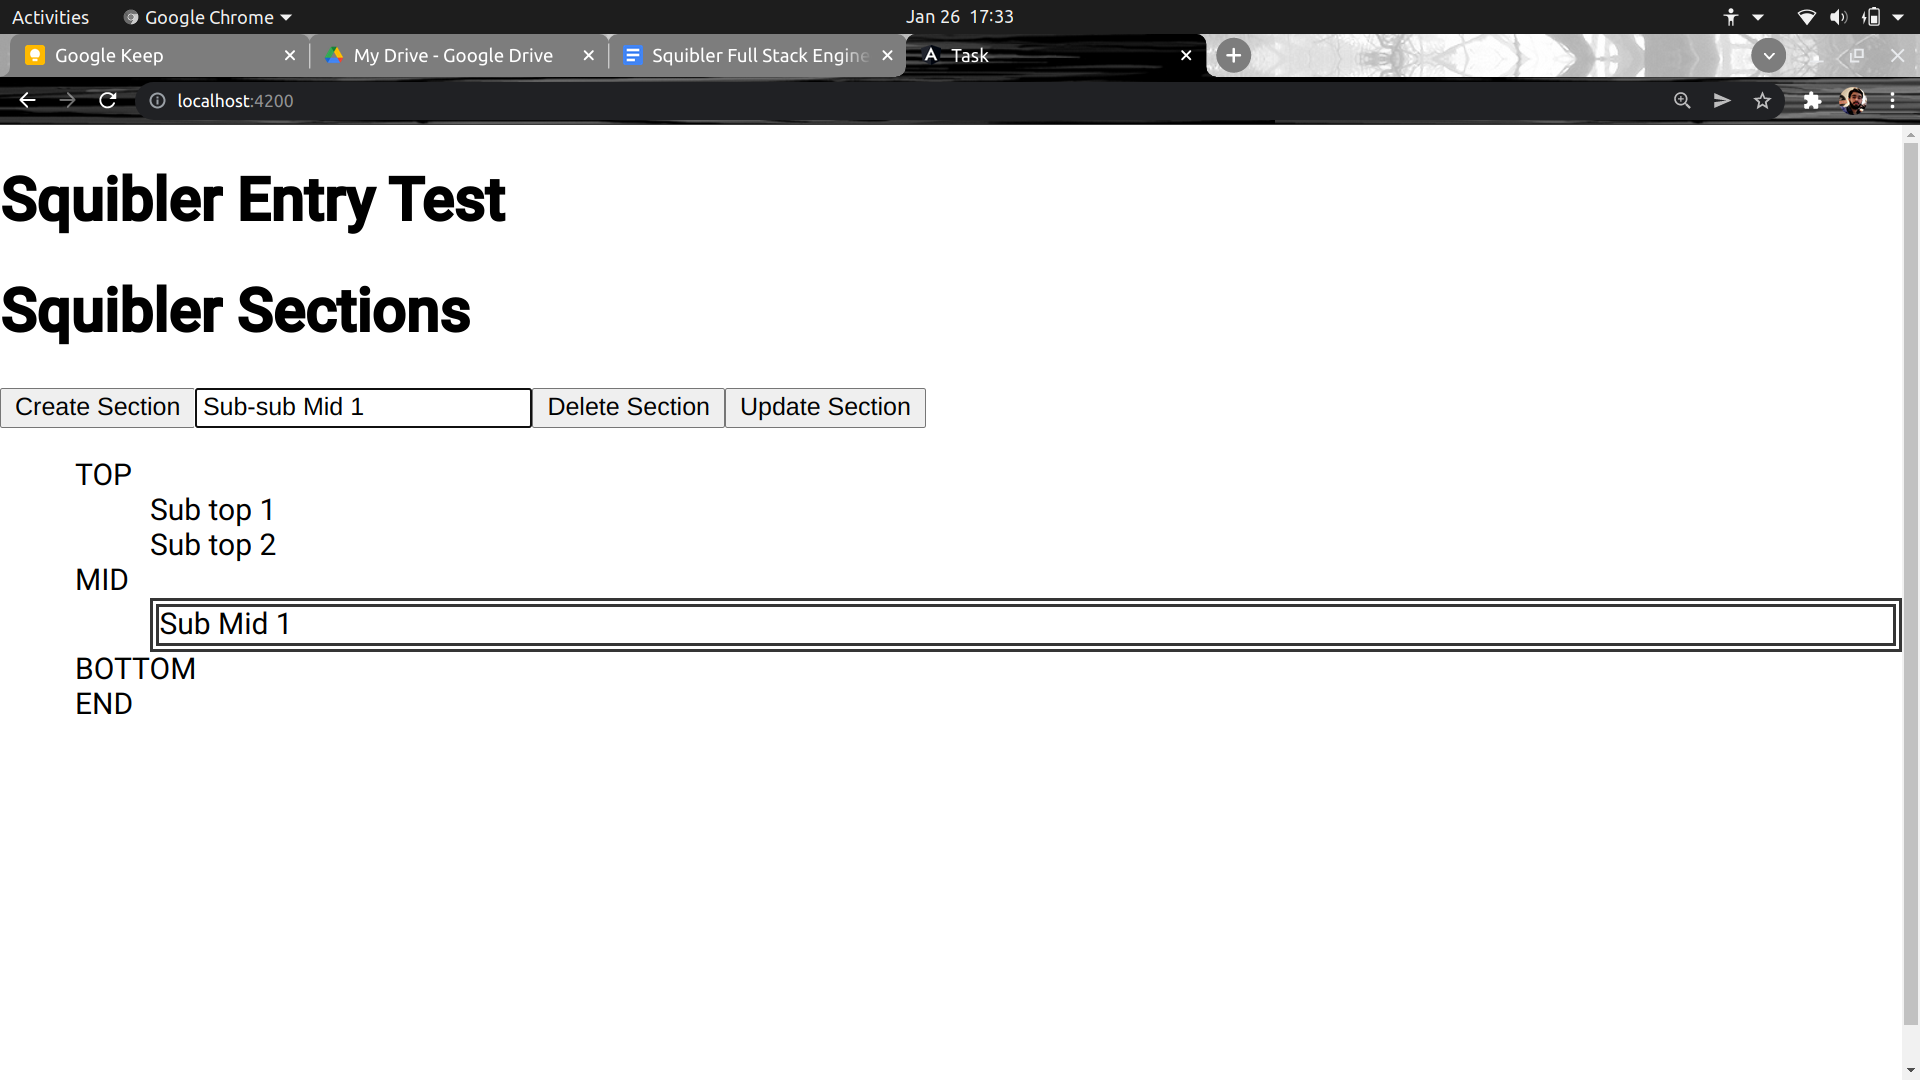 Activities Google Chrome Jan 26 17:33
Google Keep My Drive - Google Drive Squibler Full Stack Engine Task
localhost:4200
Squibler Entry Test
Squibler Sections
Create Section Sub-sub Mid 1 Delete Section Update Section
TOP
Sub top 1
Sub top 2
MID
Sub Mid 1
BOTTOM
END